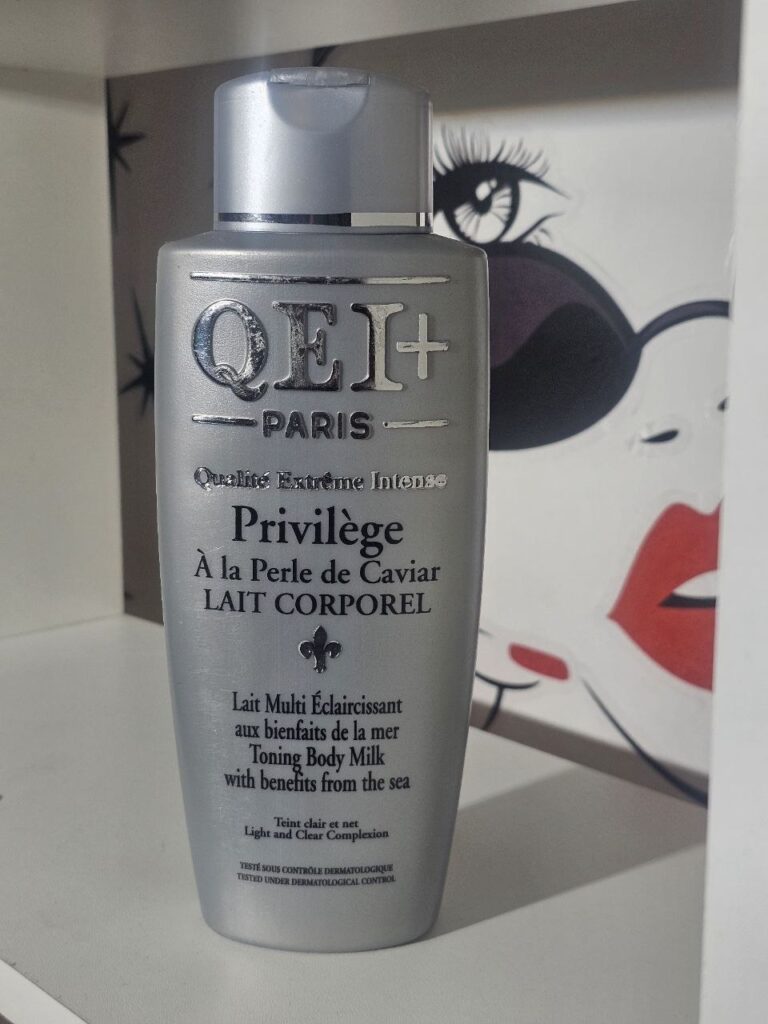 QEI+
PARIS
Qualité Extrême Intense
Privilège
À la Perle de Caviar
LAIT CORPOREL
Lait Multi Éclaircissant
aux bienfaits de la mer
Toning Body Milk
with benefits from the sea
Teint clair et net
Light and Clear Complexion
TESTÉ SOUS CONTRÔLE DERMATOLOGIQUE
TESTED UNDER DERMATOLOGICAL CONTROL